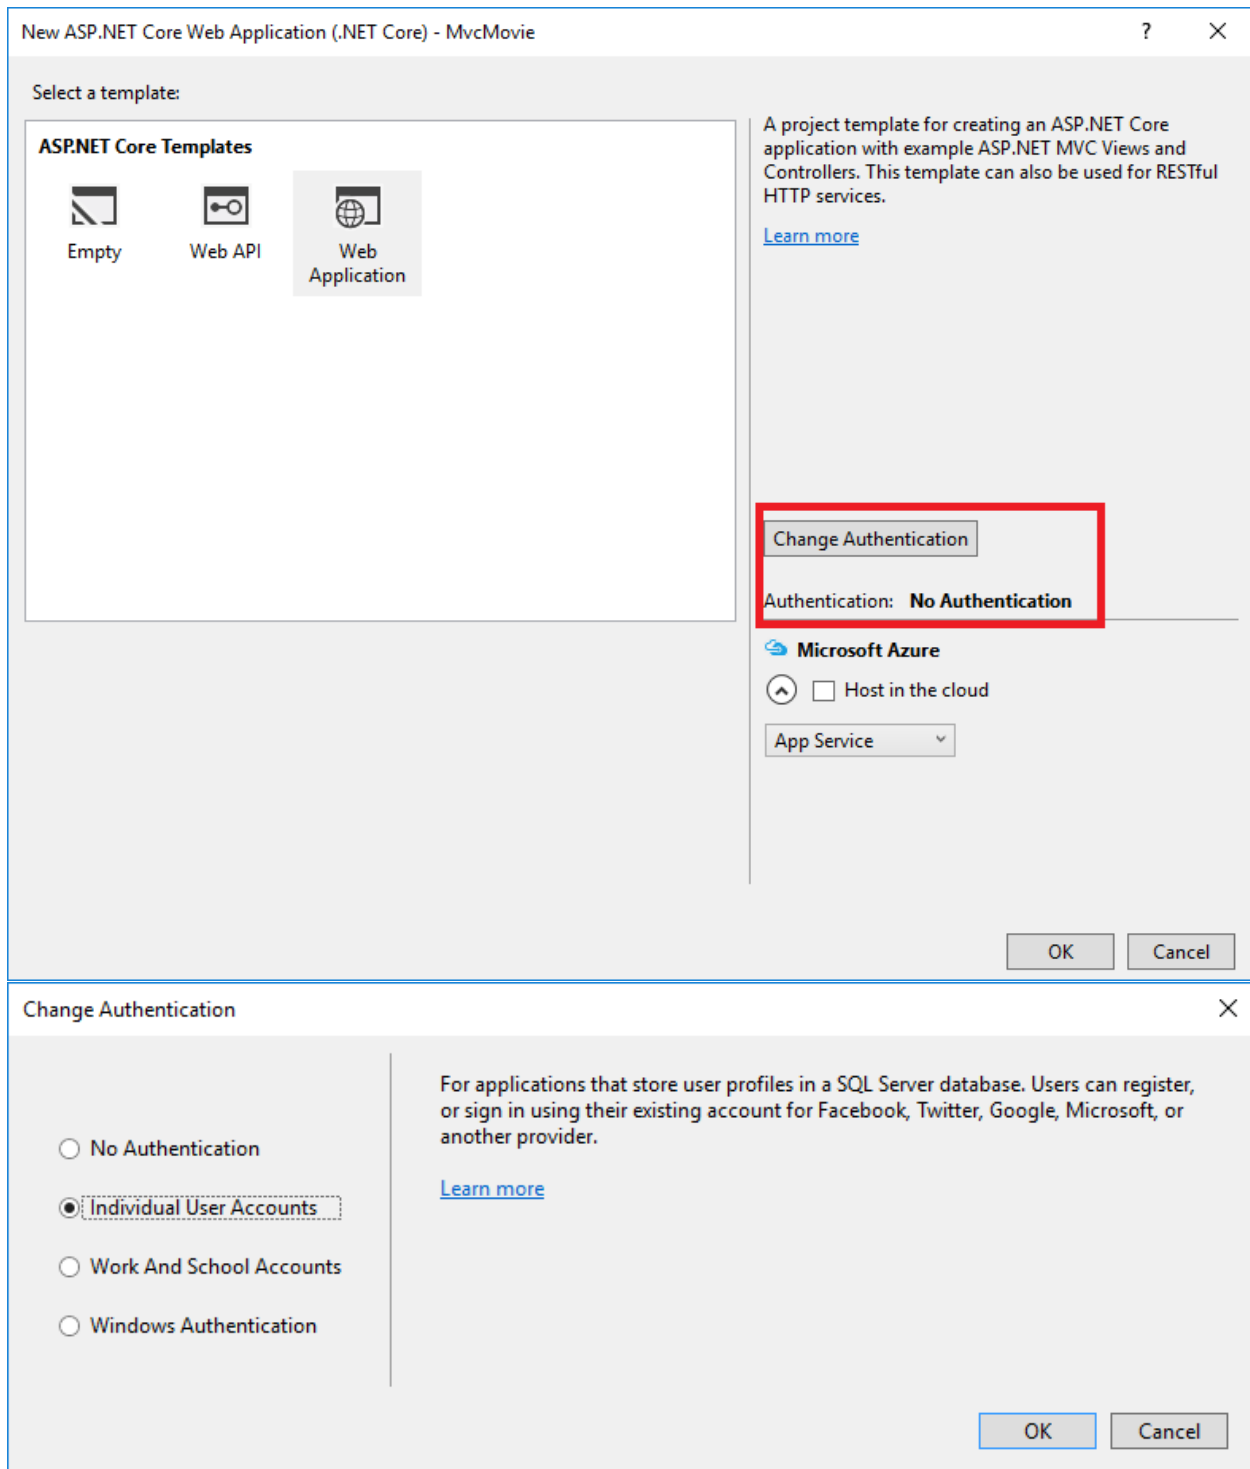 New ASP.NET Core Web Application (.NET Core) - MvcMovie
?
Select a template:
ASP.NET Core Templates
Empty
Web API
Web
Application
A project template for creating an ASP.NET Core
application with example ASP.NET MVC Views and
Controllers. This template can also be used for RESTful
HTTP services.
Learn more
Change Authentication
Authentication: No Authentication
Microsoft Azure
Host in the cloud
App Service
OK
Cancel
Change Authentication
No Authentication
Individual User Accounts
Work And School Accounts
Windows Authentication
For applications that store user profiles in a SQL Server database. Users can register,
or sign in using their existing account for Facebook, Twitter, Google, Microsoft, or
another provider.
Learn more
OK
Cancel